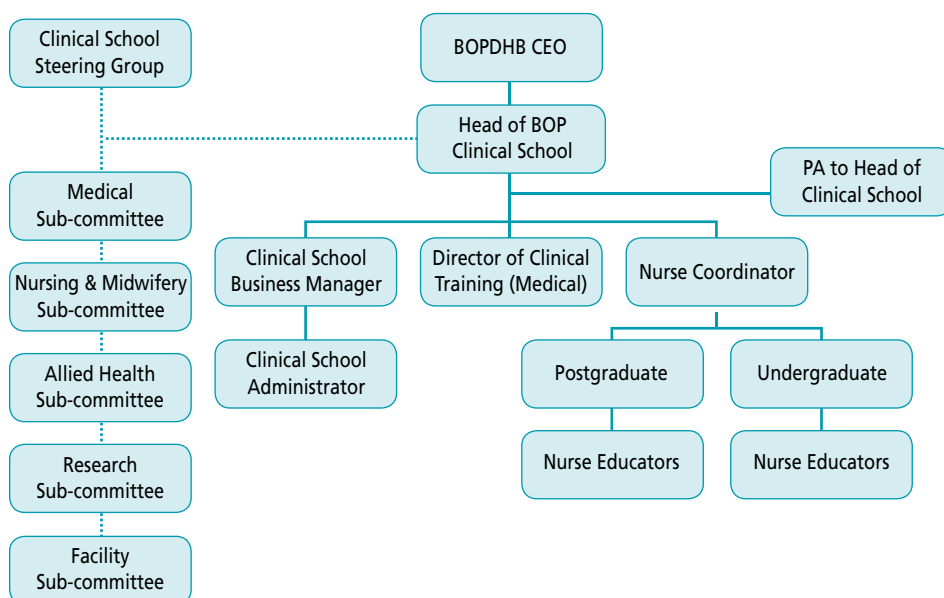 Clinical School
Steering Group
BOPDHB CEO
Head of BOP
Clinical School
PA to Head of
Clinical School
Medical
Sub-committee
Clinical School
Business Manager
Director of Clinical
Training (Medical)
Nurse Coordinator
Nursing & Midwifery
Sub-committee
Clinical School
Administrator
Postgraduate
Undergraduate
Allied Health
Sub-committee
Nurse Educators
Nurse Educators
Research
Sub-committee
Facility
Sub-committee